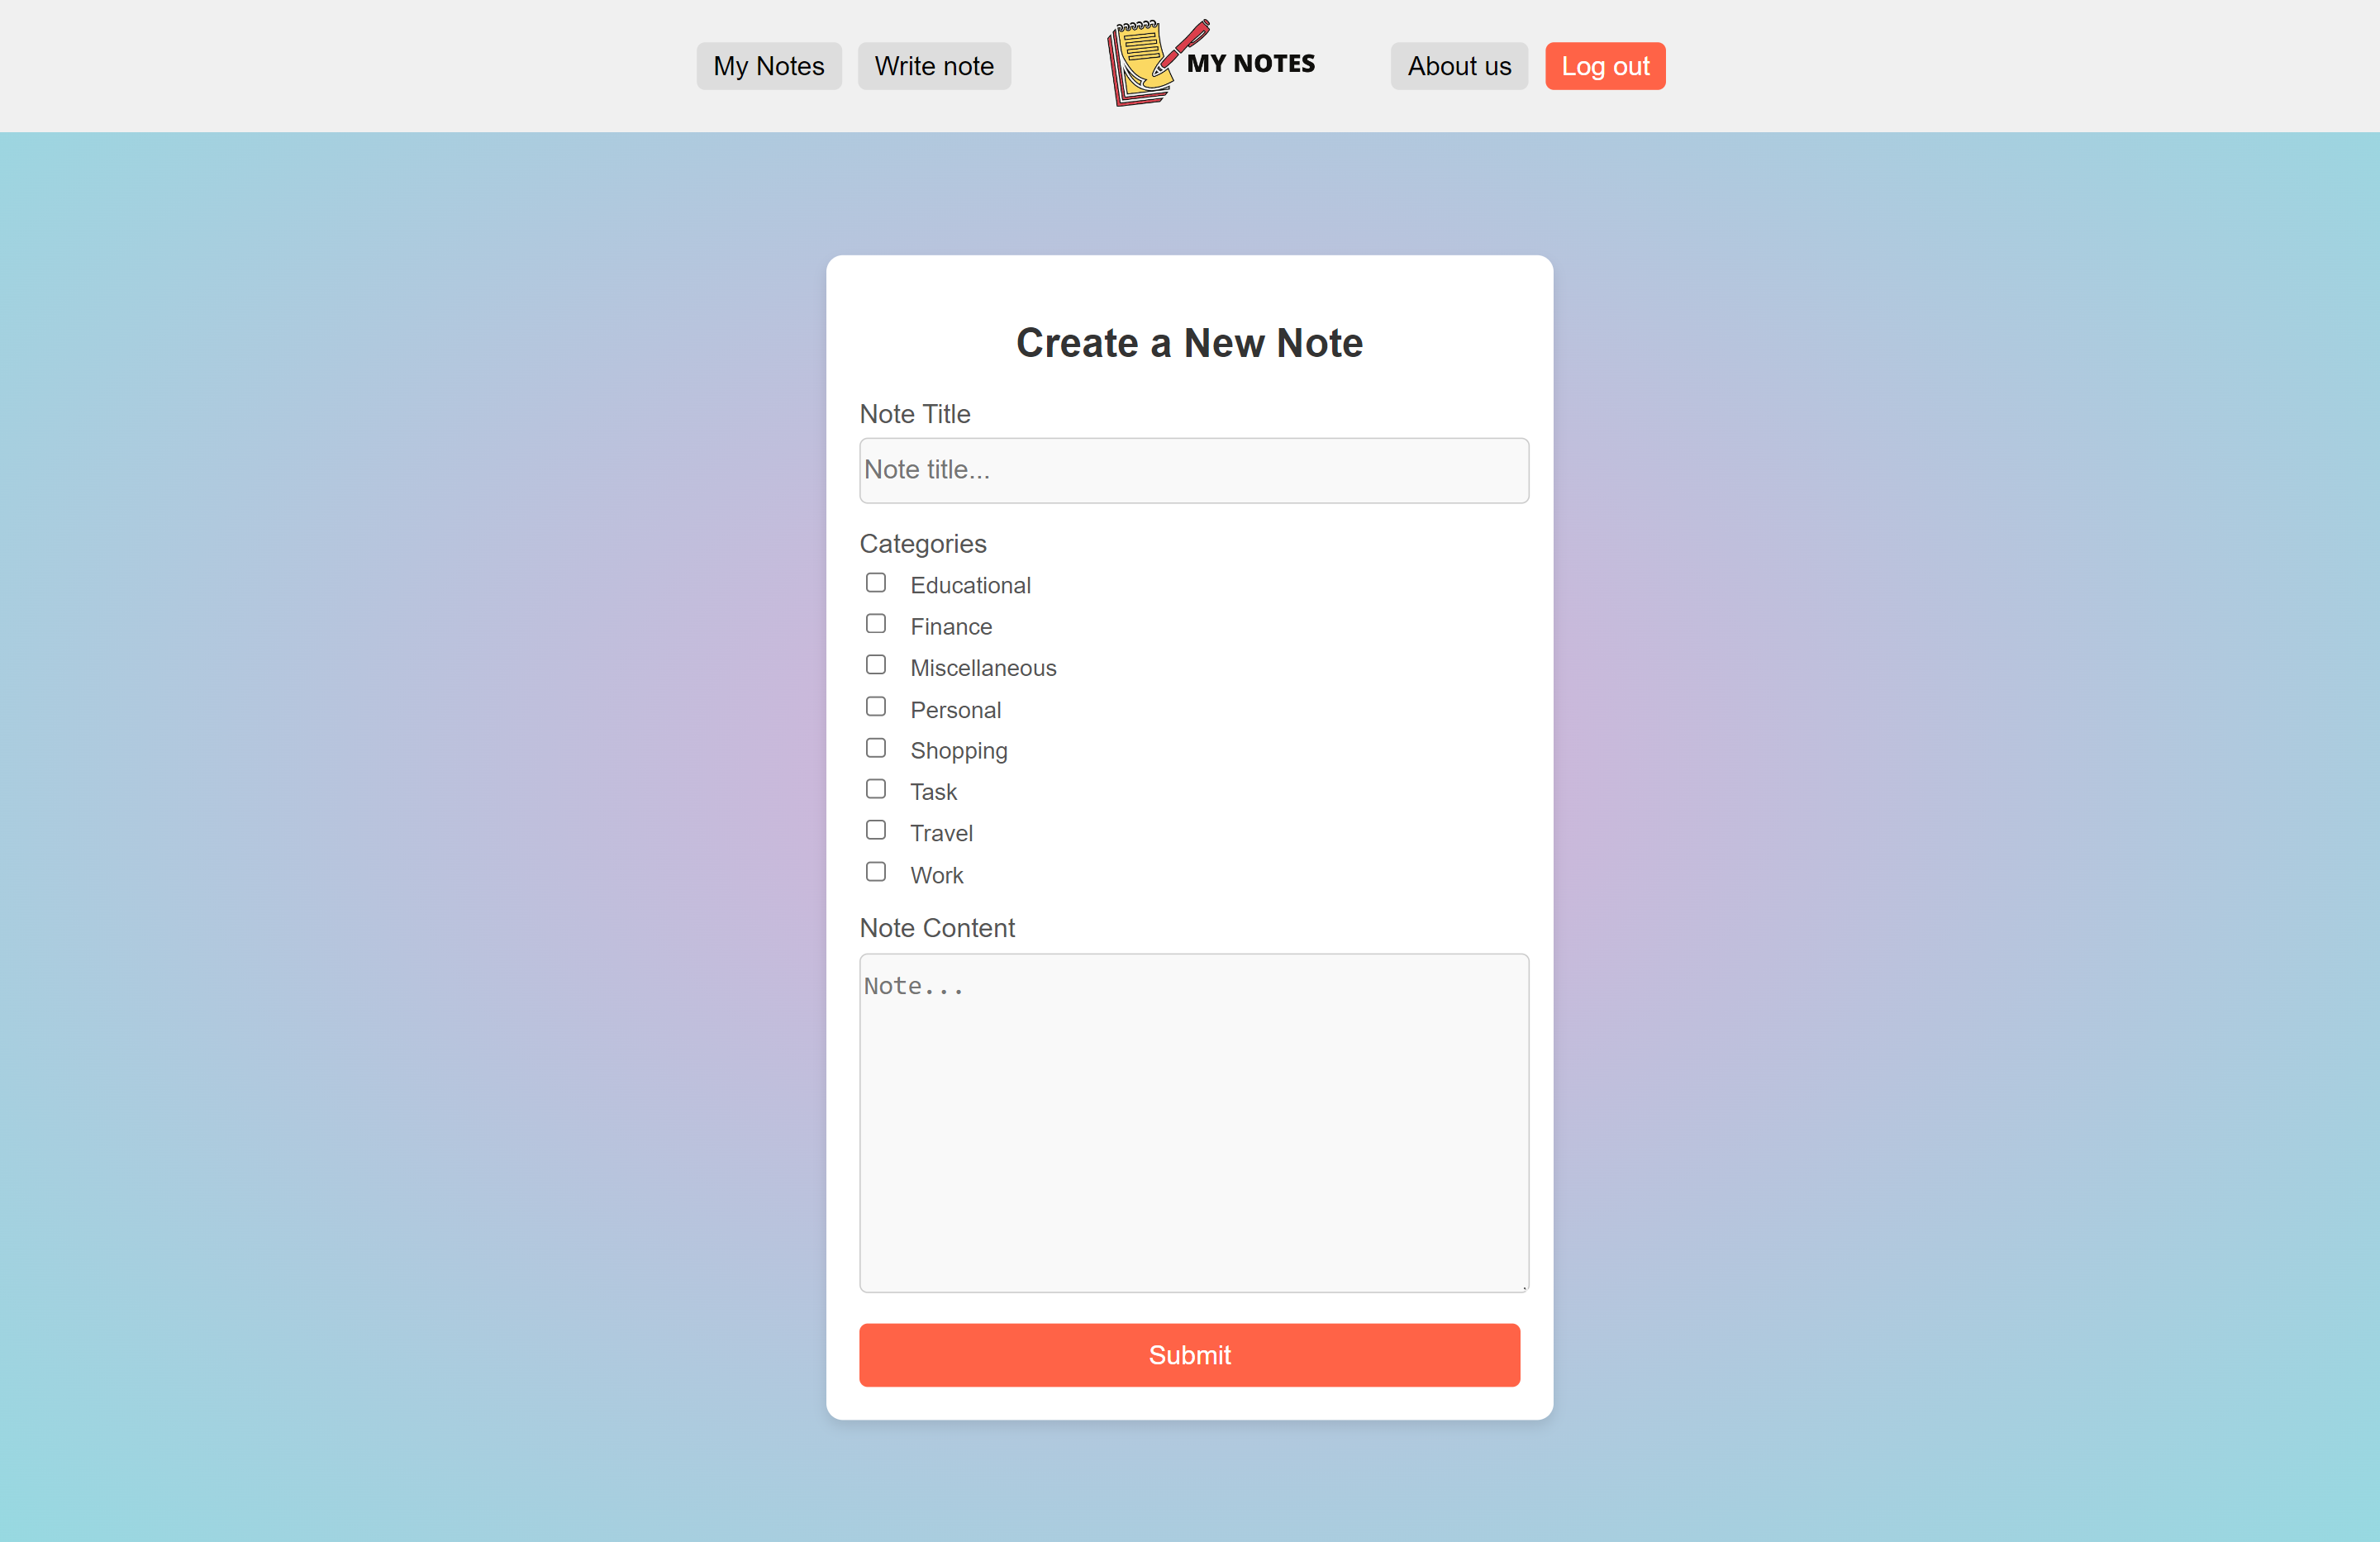 My Notes
Write note
MY NOTES
About us
Log out
Create a New Note
Note Title
Note title...
Categories
Educational
Finance
Miscellaneous
Personal
Shopping
Task
Travel
Work
Note Content
Note...
Submit